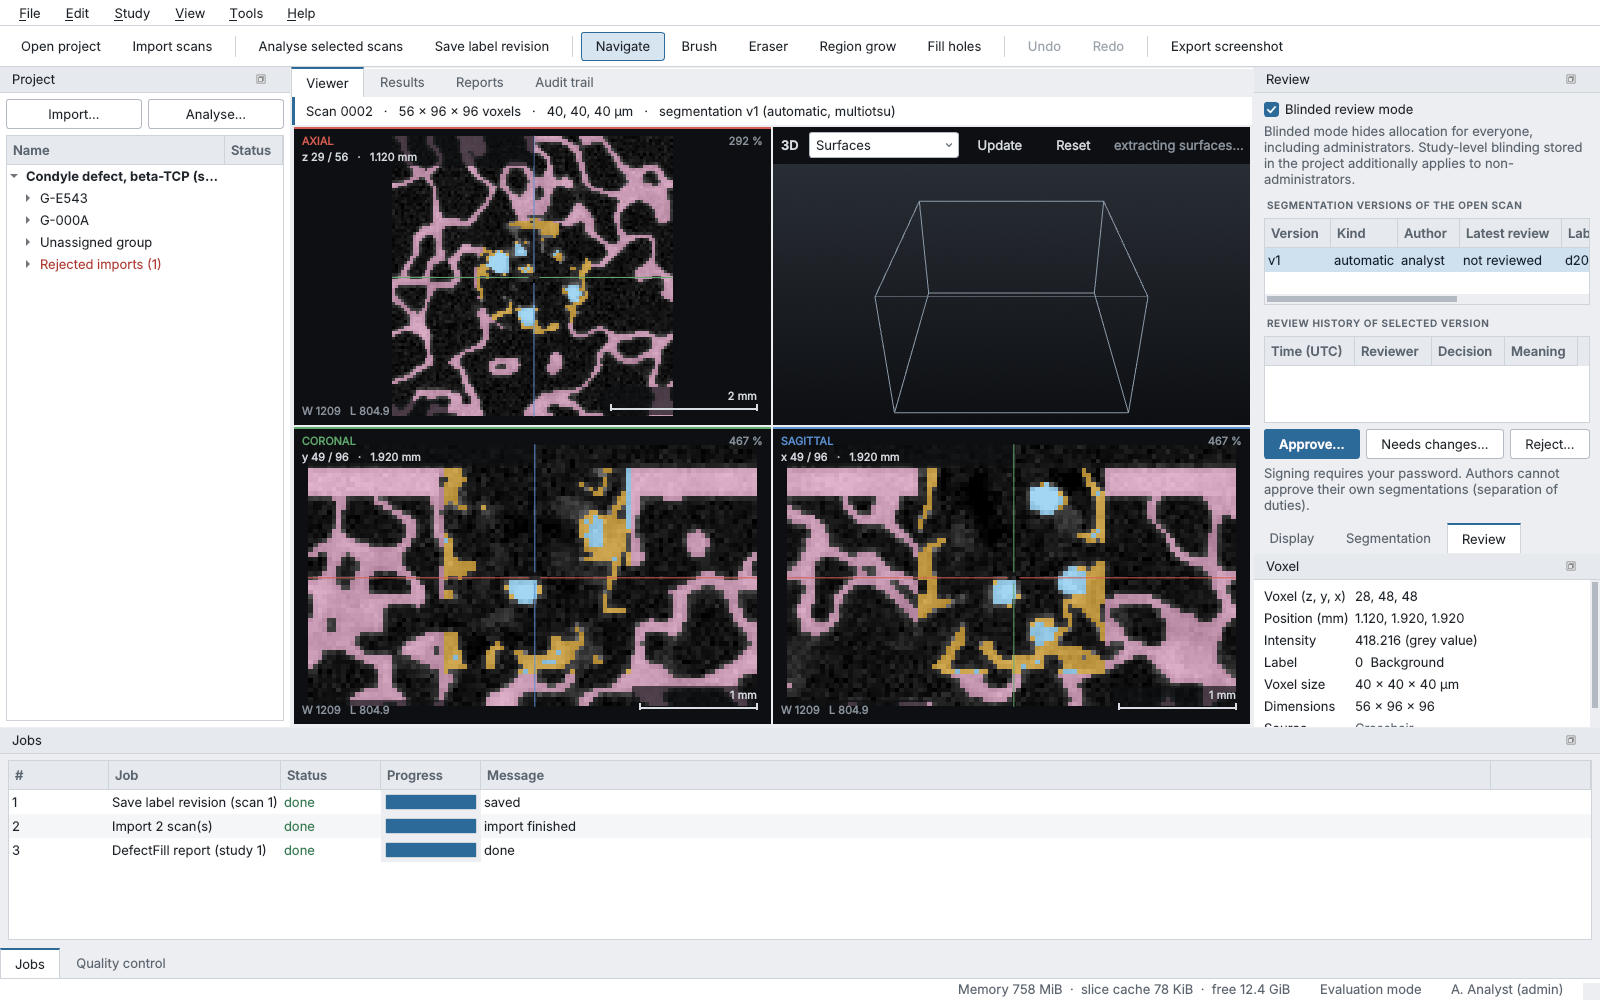 File Edit Study View Tools Help
Open project Import scans Analyse selected scans Save label revision Navigate Brush Eraser Region grow Fill holes Undo Redo Export screenshot
Project
Import... Analyse...
Name Status
Condyle defect, beta-TCP (s...
G-E543
G-000A
Unassigned group
Rejected imports (1)
Viewer Results Reports Audit trail
Scan 0002 · 56 × 96 × 96 voxels · 40, 40, 40 µm · segmentation v1 (automatic, multiotsu)
AXIAL 292 %
z 29 / 56 · 1.120 mm
2 mm
W 1209 L 804.9
3D Surfaces Update Reset extracting surfaces...
CORONAL 467 %
y 49 / 96 · 1.920 mm
1 mm
W 1209 L 804.9
SAGITTAL 467 %
x 49 / 96 · 1.920 mm
1 mm
W 1209 L 804.9
Review
Blinded review mode
Blinded mode hides allocation for everyone,
including administrators. Study-level blinding stored
in the project additionally applies to non-
administrators.
SEGMENTATION VERSIONS OF THE OPEN SCAN
Version Kind Author Latest review Lab
v1 automatic analyst not reviewed d20
REVIEW HISTORY OF SELECTED VERSION
Time (UTC) Reviewer Decision Meaning
Approve... Needs changes... Reject...
Signing requires your password. Authors cannot
approve their own segmentations (separation of
duties).
Display Segmentation Review
Voxel
Voxel (z, y, x) 28, 48, 48
Position (mm) 1.120, 1.920, 1.920
Intensity 418.216 (grey value)
Label 0 Background
Voxel size 40 × 40 × 40 µm
Dimensions 56 × 96 × 96
Jobs
# Job Status Progress Message
1 Save label revision (scan 1) done saved
2 Import 2 scan(s) done import finished
3 DefectFill report (study 1) done done
Jobs Quality control
Memory 758 MiB · slice cache 78 KiB · free 12.4 GiB Evaluation mode A. Analyst (admin)